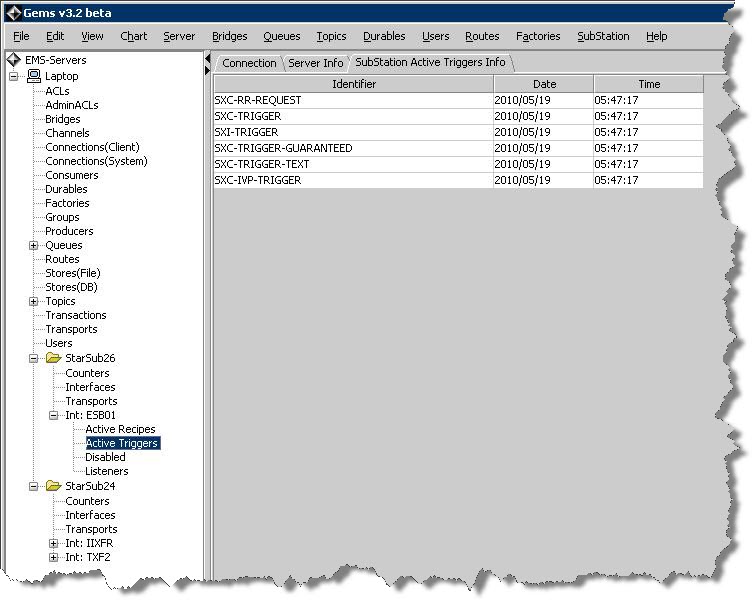 Gems v3.2 beta
File Edit View Chart Server Bridges Queues Topics Durables Users Routes Factories SubStation Help
EMS-Servers
Laptop
ACLs
AdminACLs
Bridges
Channels
Connections(Client)
Connections(System)
Consumers
Durables
Factories
Groups
Producers
Queues
Routes
Stores(File)
Stores(DB)
Topics
Transactions
Transports
Users
StarSub26
Counters
Interfaces
Transports
Int: ESB01
Active Recipes
Active Triggers
Disabled
Listeners
StarSub24
Counters
Interfaces
Transports
Int: IIXFR
Int: TXF2
Connection Server Info SubStation Active Triggers Info
Identifier Date Time
SXC-RR-REQUEST 2010/05/19 05:47:17
SXC-TRIGGER 2010/05/19 05:47:17
SXI-TRIGGER 2010/05/19 05:47:17
SXC-TRIGGER-GUARANTEED 2010/05/19 05:47:17
SXC-TRIGGER-TEXT 2010/05/19 05:47:17
SXC-IVP-TRIGGER 2010/05/19 05:47:17